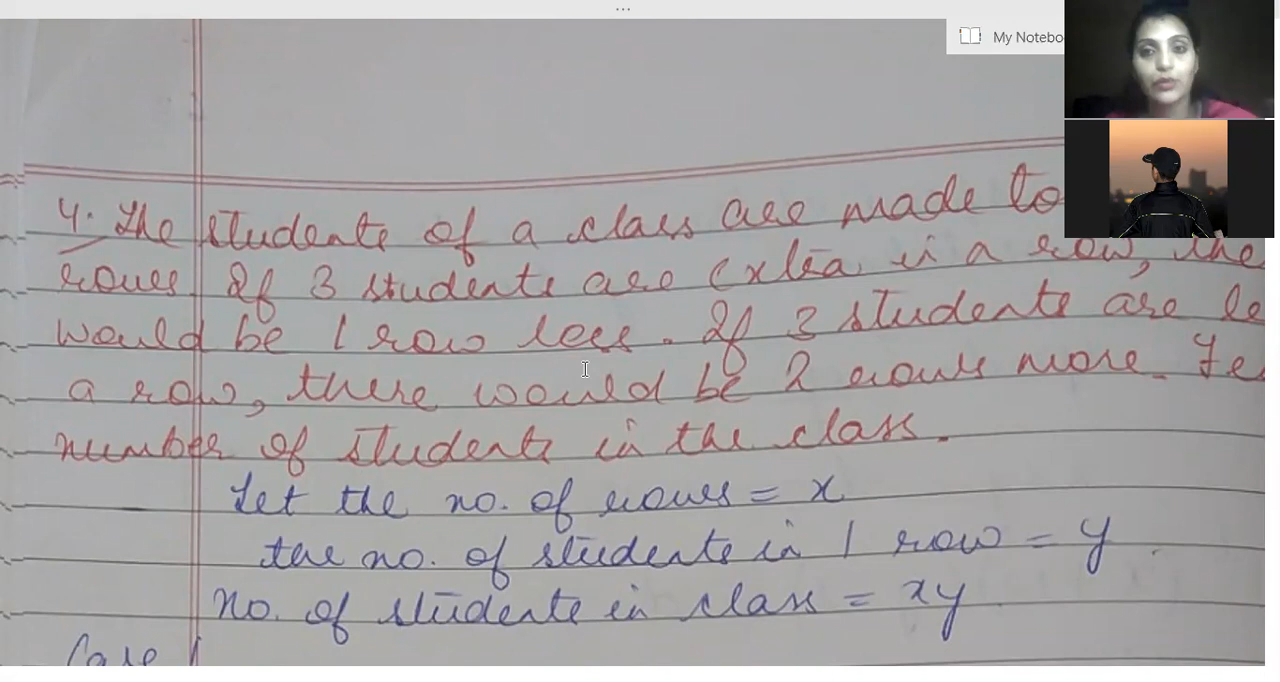 My Notebo
4. The students of a class are made to
rows If 3 students are extra in a row, the
would be 1 row less. If 3 students are le
a row, there would be 2 rows more. Fe
number of students in the class.
Let the no. of rows = x
the no. of students in 1 row = y
No. of students in class = xy
Case 1